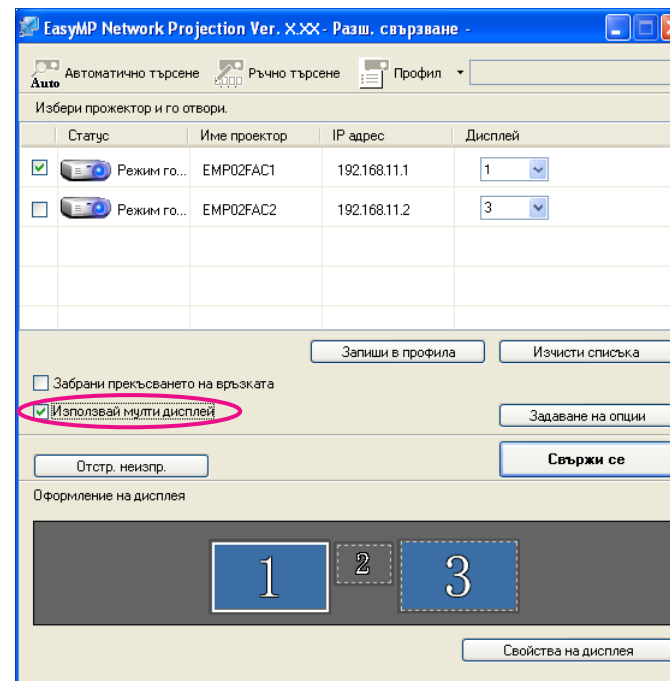 EasyMP Network Projection Ver. X.XX - Разш. свързване -
Auto Автоматично търсене Ръчно търсене Профил
Избери прожектор и го отвори.
Статус Име проектор IP адрес Дисплей
Режим го... EMP02FAC1 192.168.11.1 1
Режим го... EMP02FAC2 192.168.11.2 3
Запиши в профила Изчисти списъка
Забрани прекъсването на връзката
Използвай мулти дисплей
Задаване на опции
Отстр. неизпр. Свържи се
Оформление на дисплея
1 2 3
Свойства на дисплея